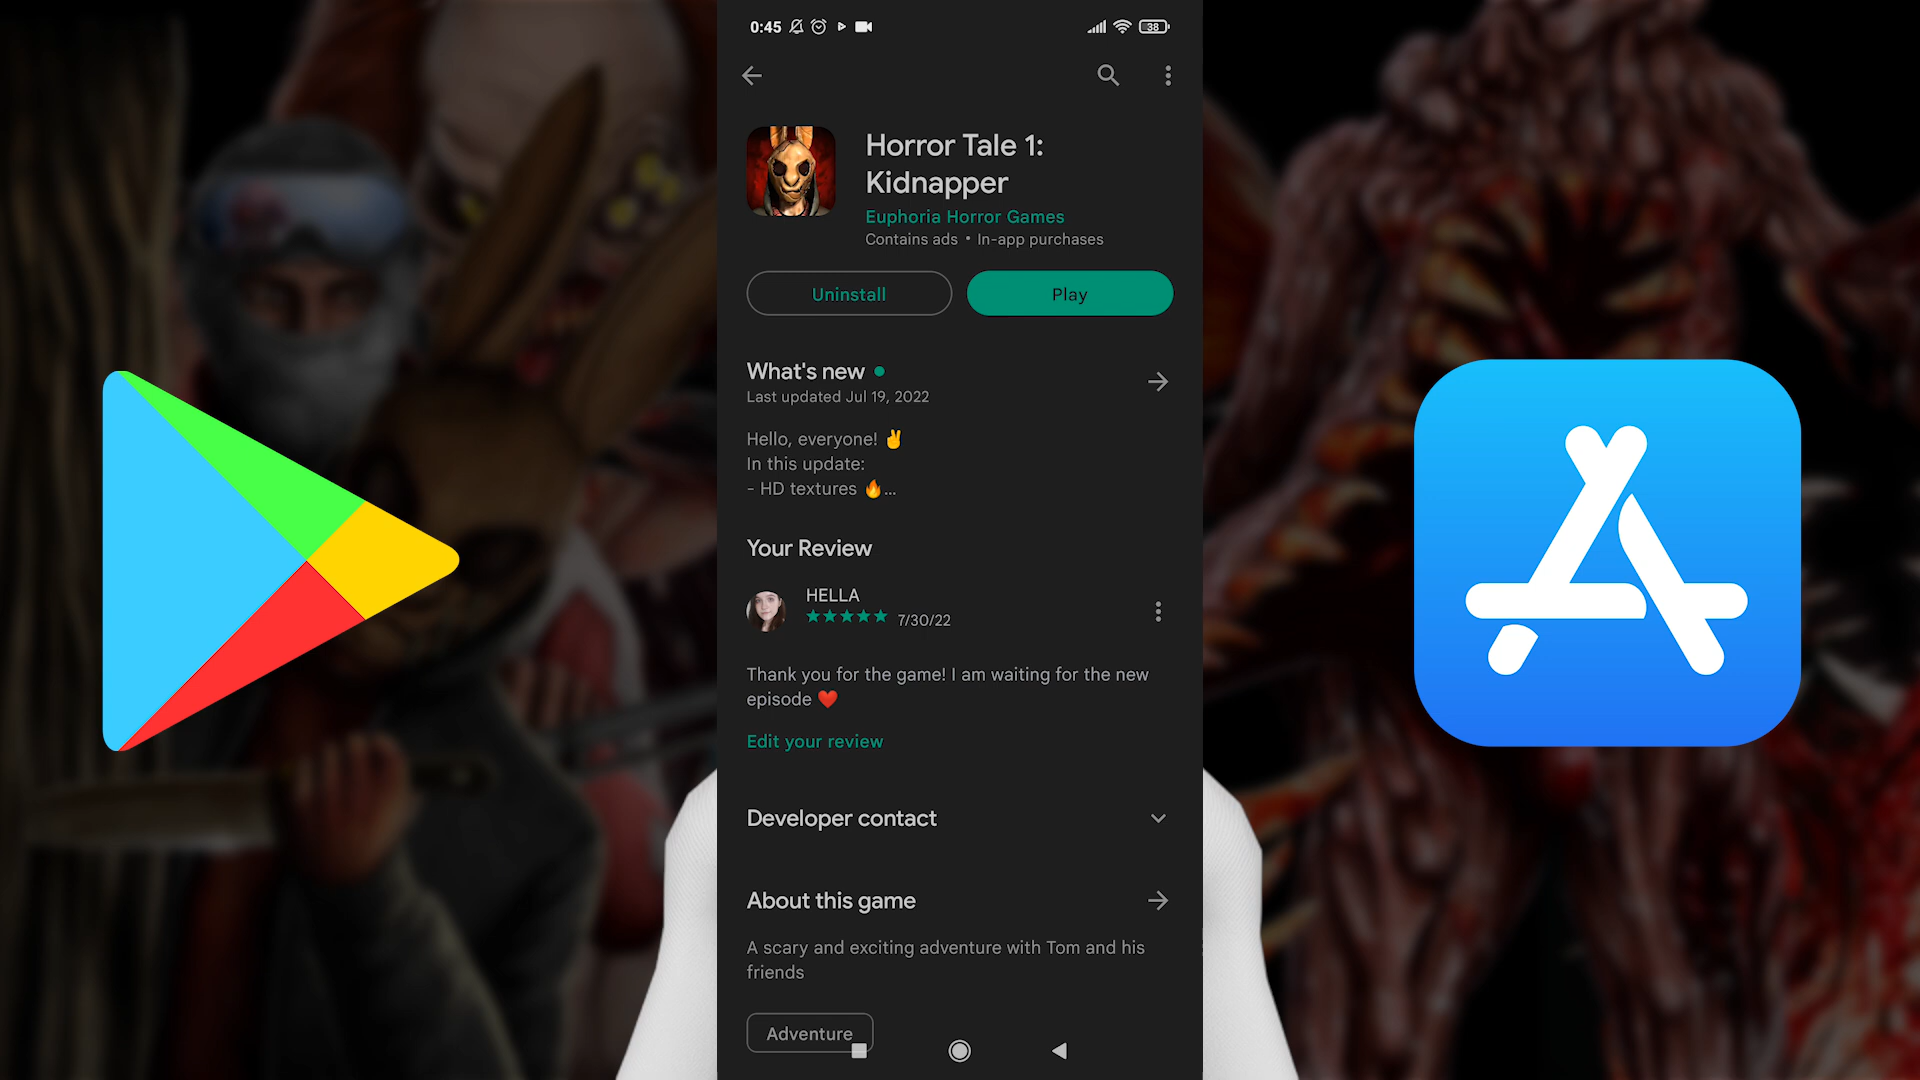 0:45
38
Horror Tale 1:
Kidnapper
Euphoria Horror Games
Contains ads • In-app purchases
Uninstall
Play
What's new
Last updated Jul 19, 2022
Hello, everyone! ✌
In this update:
- HD textures 🔥...
Your Review
HELLA
7/30/22
Thank you for the game! I am waiting for the new
episode ❤️
Edit your review
Developer contact
About this game
A scary and exciting adventure with Tom and his
friends
Adventure